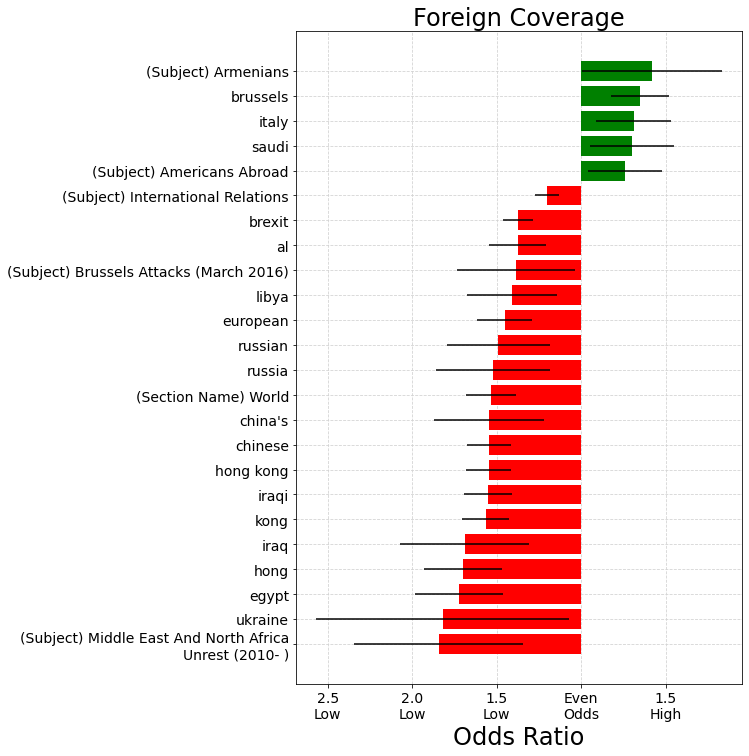 Foreign Coverage
(Subject) Armenians
brussels
italy
saudi
(Subject) Americans Abroad
(Subject) International Relations
brexit
al
(Subject) Brussels Attacks (March 2016)
libya
european
russian
russia
(Section Name) World
china's
chinese
hong kong
iraqi
kong
iraq
hong
egypt
ukraine
(Subject) Middle East And North Africa
Unrest (2010- )
2.5 2.0 1.5 Even 1.5
Low Low Low Odds High
Odds Ratio